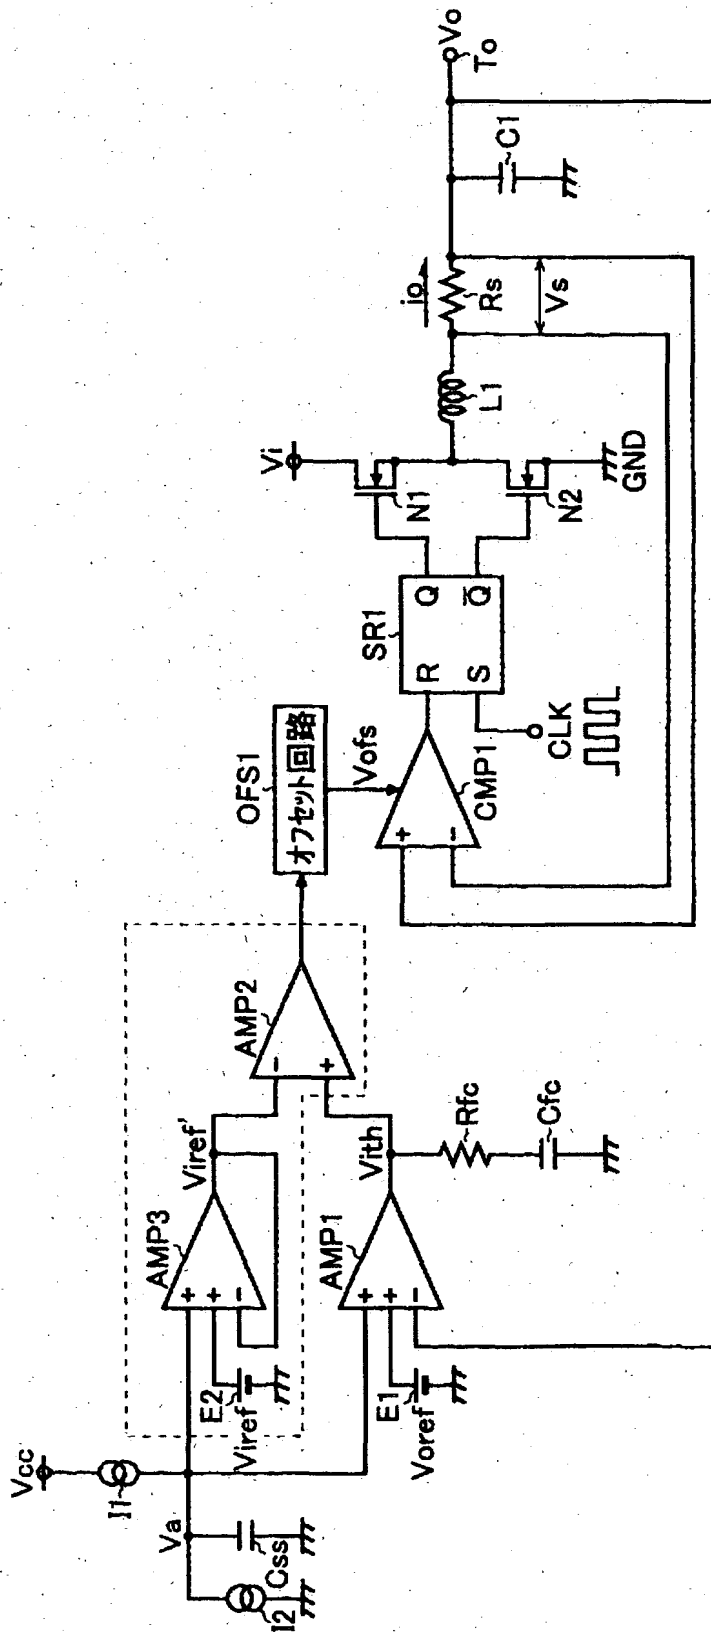 Vcc
I1
Va
Css
I2
AMP3
+
+
-
E2
Viref
Viref'
AMP1
+
+
-
E1
Voref
Vith
Rfc
Cfc
AMP2
-
+
OFS1
オフセット回路
Vofs
CMP1
+
-
SR1
R
S
Q
Q̅
CLK
Vi
N1
N2
GND
L1
io
Rs
Vs
C1
Vo
To